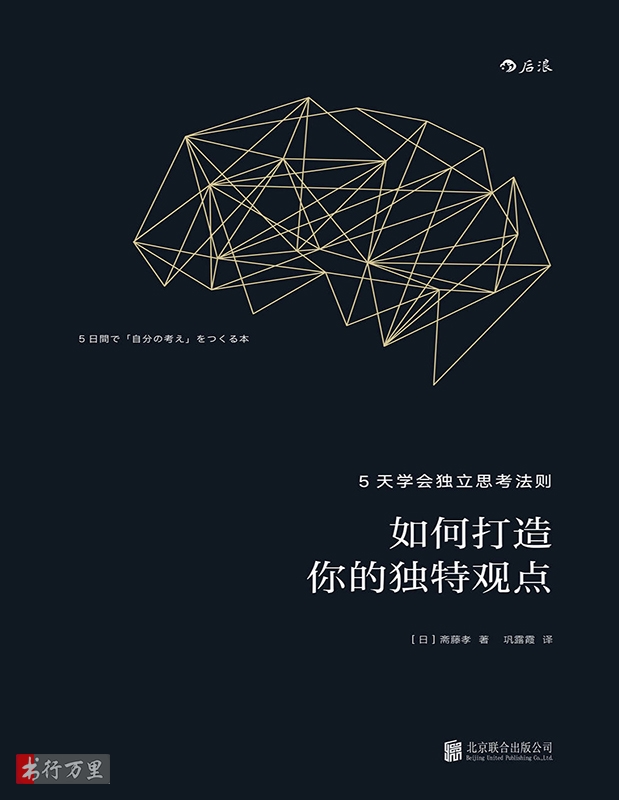 后浪
5日間で「自分の考え」をつくる本
5 天学会独立思考法则
如何打造
你的独特观点
[日] 斋藤孝 著 巩露霞 译
北京联合出版公司
Beijing United Publishing Co.,Ltd.
书行万里